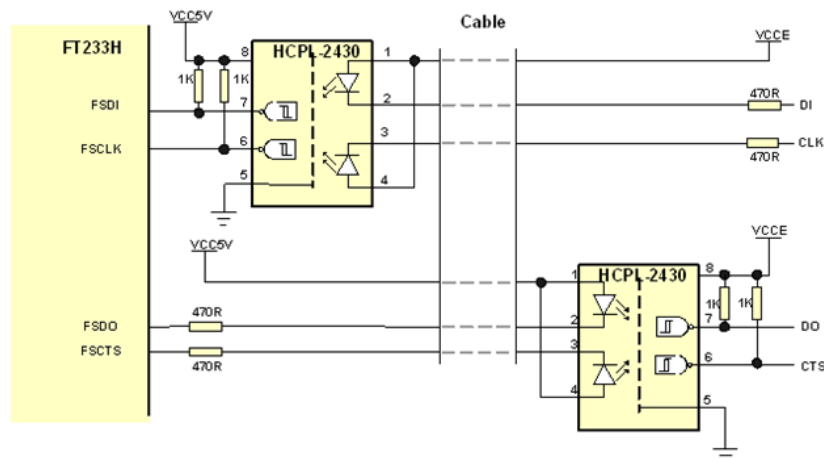 VCC5V
Cable
FT233H
HCPL-2430
VCCE
8
1
1K
1K
470R
FSDI
7
2
DI
FSCLK
6
3
CLK
470R
5
4
VCC5V
VCCE
1
HCPL-2430
8
470R
1K
1K
FSDO
2
7
DO
FSCTS
3
6
CTS
470R
4
5